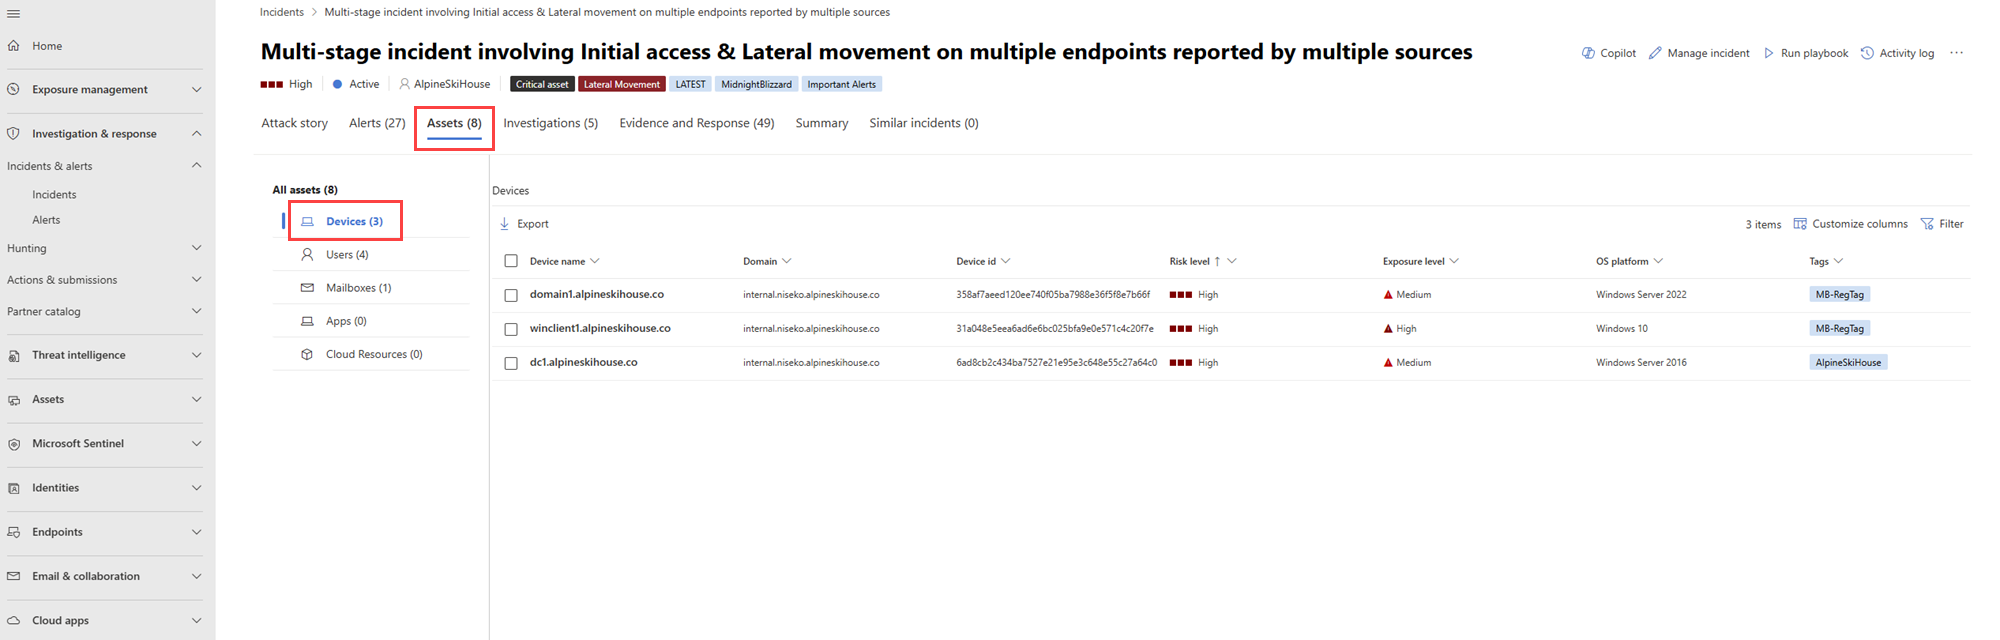 Incidents > Multi-stage incident involving Initial access & Lateral movement on multiple endpoints reported by multiple sources
Home
Exposure management
Investigation & response
Incidents & alerts
Incidents
Alerts
Hunting
Actions & submissions
Partner catalog
Threat intelligence
Assets
Microsoft Sentinel
Identities
Endpoints
Email & collaboration
Cloud apps
Multi-stage incident involving Initial access & Lateral movement on multiple endpoints reported by multiple sources
Copilot Manage incident Run playbook Activity log ...
High Active AlpineSkiHouse Critical asset Lateral Movement LATEST MidnightBlizzard Important Alerts
Attack story Alerts (27) Assets (8) Investigations (5) Evidence and Response (49) Summary Similar incidents (0)
All assets (8)
Devices (3)
Users (4)
Mailboxes (1)
Apps (0)
Cloud Resources (0)
Devices
Export 3 items Customize columns Filter
Device name Domain Device id Risk level ↑ Exposure level OS platform Tags
domain1.alpineskihouse.co internal.niseko.alpineskihouse.co 358af7aeed120ee740f05ba7988e36f5f8e7b66f High Medium Windows Server 2022 MB-RegTag
winclient1.alpineskihouse.co internal.niseko.alpineskihouse.co 31a048e5eea6ad6e6bc025bfa9e0e571c4c20f7e High High Windows 10 MB-RegTag
dc1.alpineskihouse.co internal.niseko.alpineskihouse.co 6ad8cb2c434ba7527e21e95e3c648e55c27a64c0 High Medium Windows Server 2016 AlpineSkiHouse